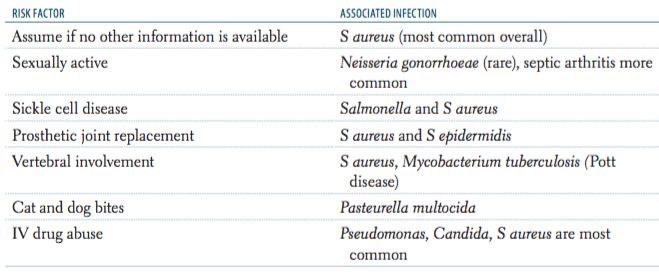 RISK FACTOR ASSOCIATED INFECTION
Assume if no other information is available S aureus (most common overall)
Sexually active Neisseria gonorrhoeae (rare), septic arthritis more
common
Sickle cell disease Salmonella and S aureus
Prosthetic joint replacement S aureus and S epidermidis
Vertebral involvement S aureus, Mycobacterium tuberculosis (Pott
disease)
Cat and dog bites Pasteurella multocida
IV drug abuse Pseudomonas, Candida, S aureus are most
common